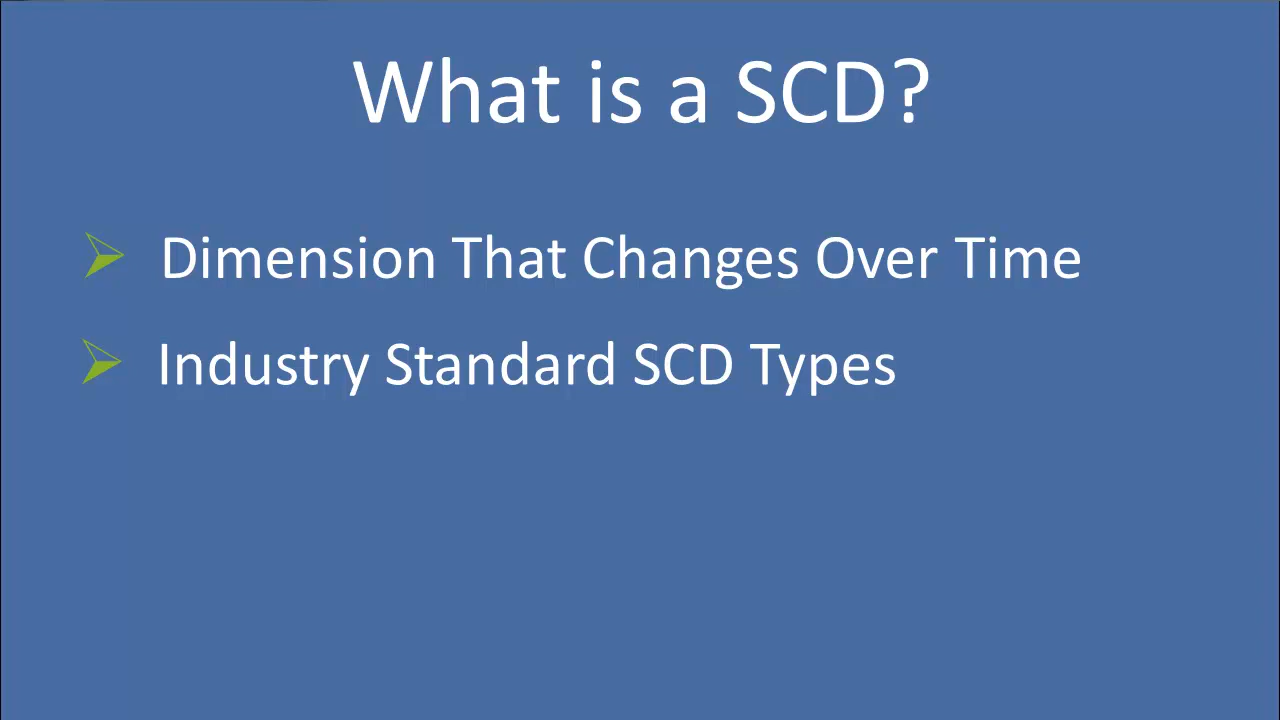 What is a SCD?
Dimension That Changes Over Time
Industry Standard SCD Types